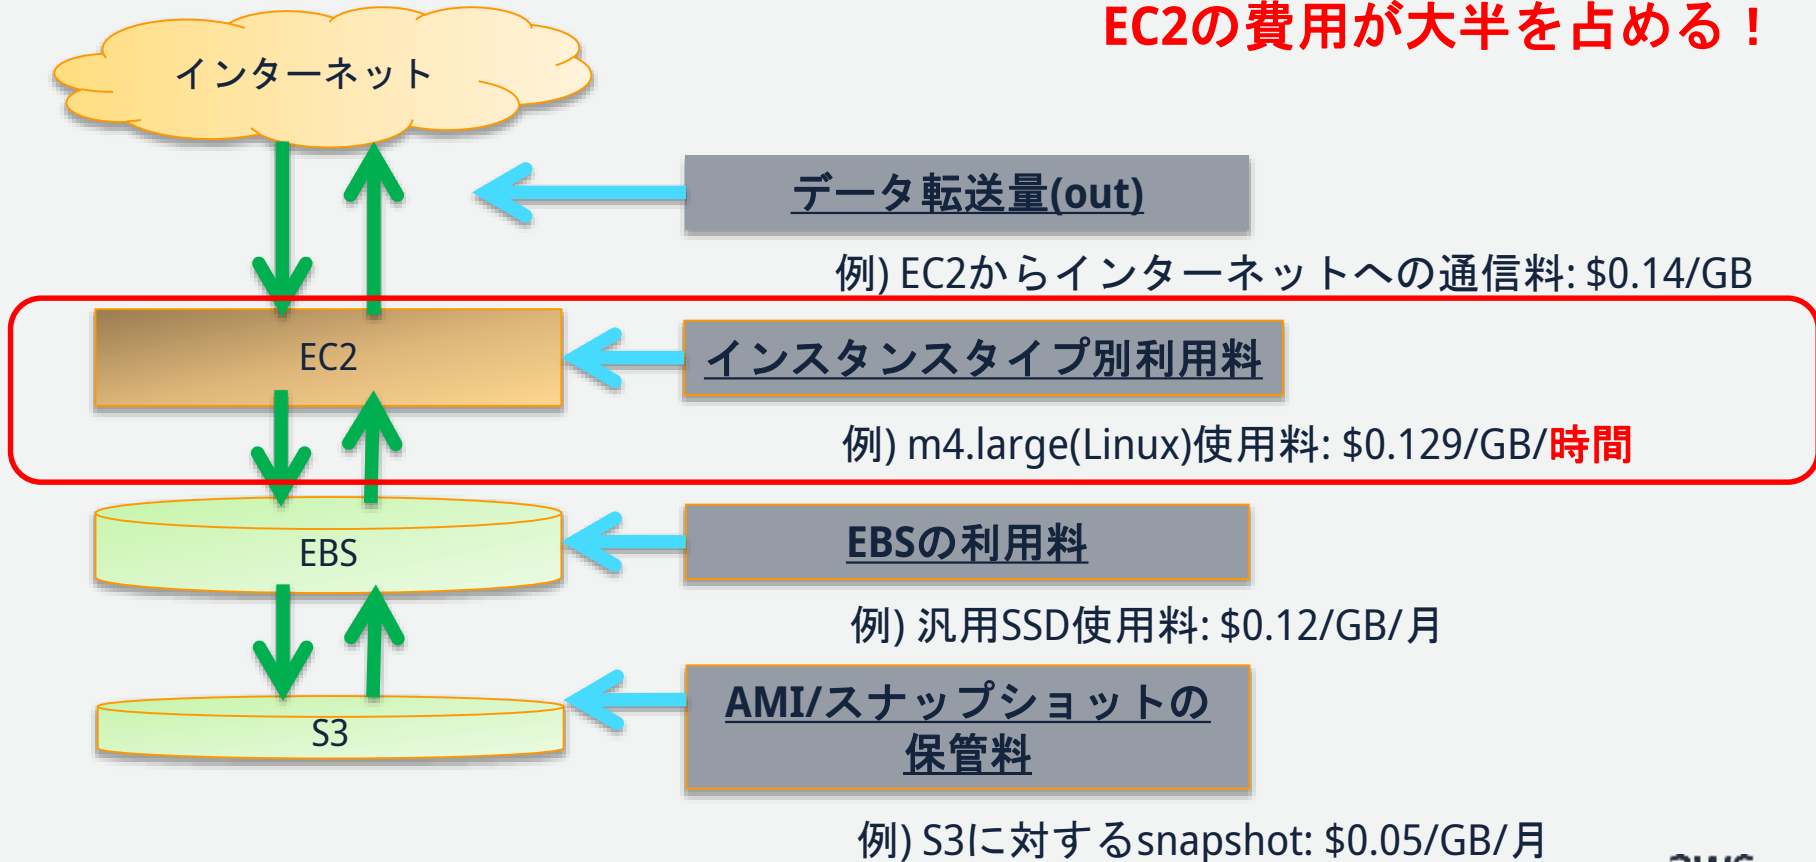 EC2の費用が大半を占める！
インターネット
データ転送量(out)
例) EC2からインターネットへの通信料: $0.14/GB
EC2
インスタンスタイプ別利用料
例) m4.large(Linux)使用料: $0.129/GB/時間
EBS
EBSの利用料
例) 汎用SSD使用料: $0.12/GB/月
S3
AMI/スナップショットの
保管料
例) S3に対するsnapshot: $0.05/GB/月